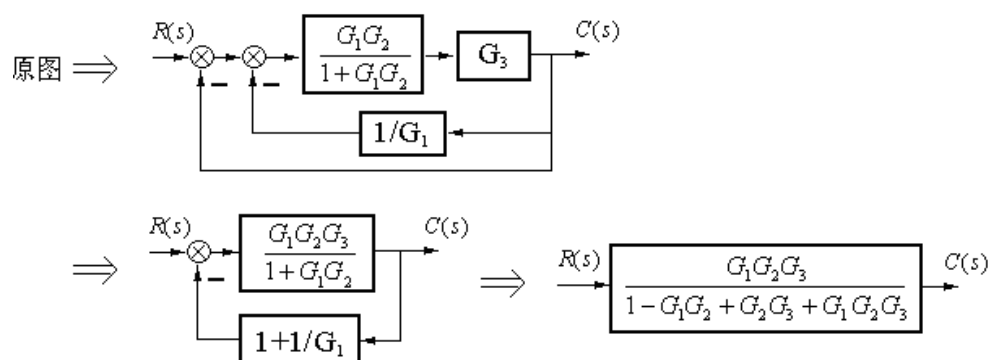 R(s)
G₁G₂ / (1 + G₁G₂)
G₃
C(s)
原图 ⇒
−
−
1/G₁
R(s)
G₁G₂G₃ / (1 + G₁G₂)
C(s)
⇒
−
1+1/G₁
⇒
R(s)
G₁G₂G₃ / (1 − G₁G₂ + G₂G₃ + G₁G₂G₃)
C(s)